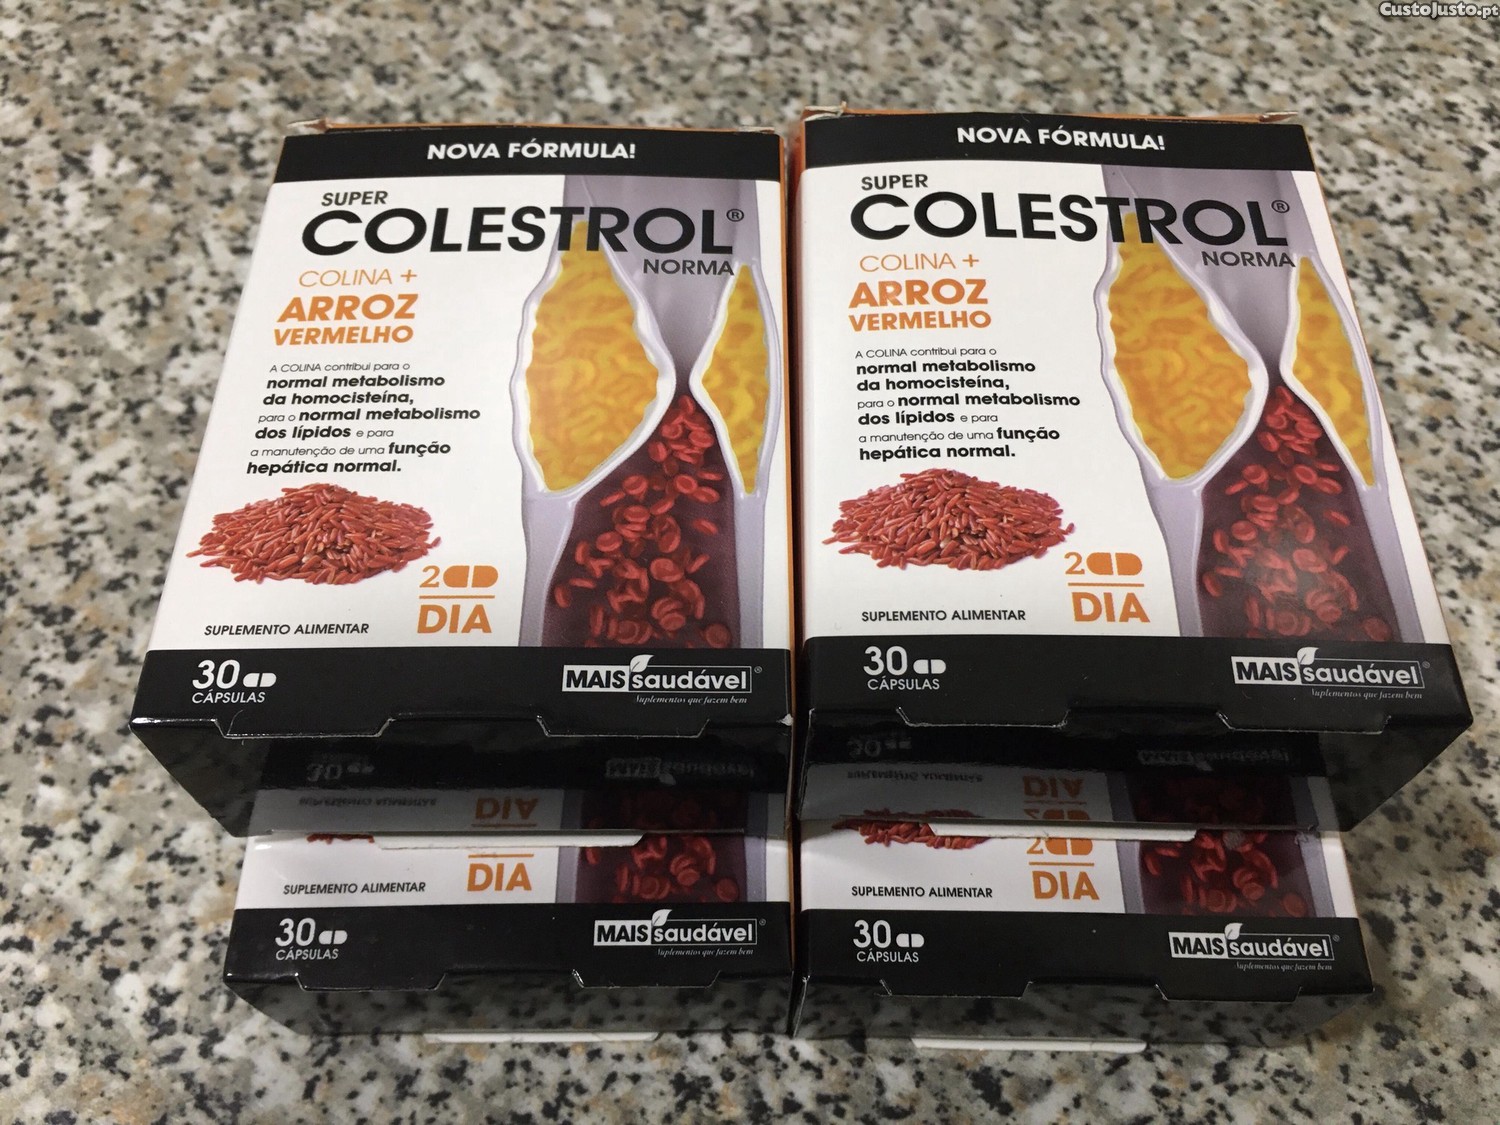 CustoJusto.pt
NOVA FÓRMULA!
SUPER
COLESTROL®
NORMA
COLINA +
ARROZ
VERMELHO
A COLINA contribui para o
normal metabolismo
da homocisteína,
para o normal metabolismo
dos lípidos e para
a manutenção de uma função
hepática normal.
2
DIA
SUPLEMENTO ALIMENTAR
30
CÁPSULAS
MAIS saudável®
Suplementos que fazem bem
NOVA FÓRMULA!
SUPER
COLESTROL®
NORMA
COLINA +
ARROZ
VERMELHO
A COLINA contribui para o
normal metabolismo
da homocisteína,
para o normal metabolismo
dos lípidos e para
a manutenção de uma função
hepática normal.
2
DIA
SUPLEMENTO ALIMENTAR
30
CÁPSULAS
MAIS saudável®
Suplementos que fazem bem
DIA
SUPLEMENTO ALIMENTAR
30
CÁPSULAS
MAIS saudável®
Suplementos que fazem bem
2
DIA
SUPLEMENTO ALIMENTAR
30
CÁPSULAS
MAIS saudável®
Suplementos que fazem bem